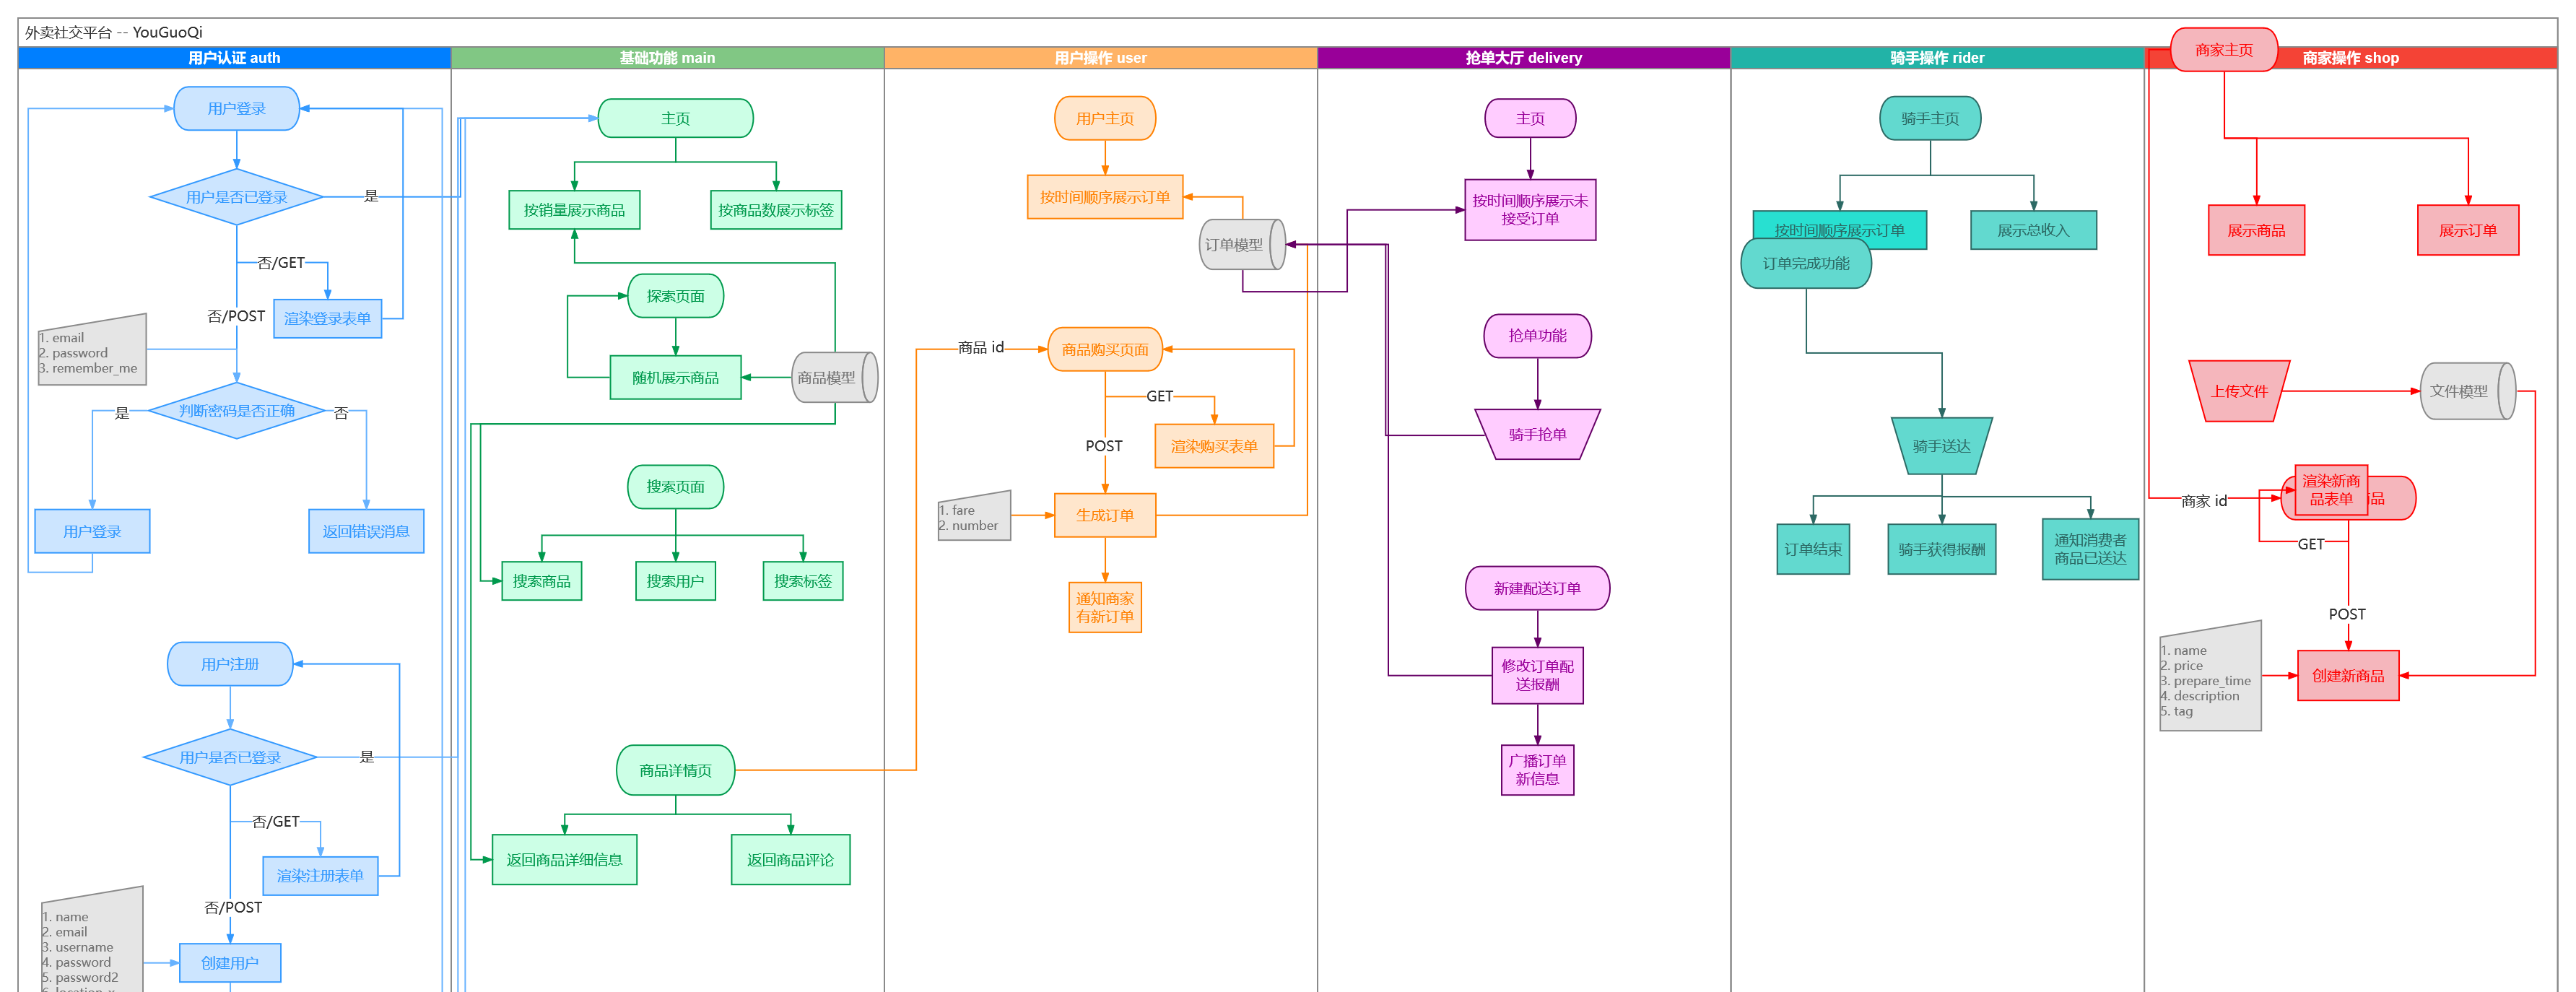 外卖社交平台 -- YouGuoQi
用户认证 auth
用户登录
用户是否已登录
是
否/GET
渲染登录表单
否/POST
1. email
2. password
3. remember_me
判断密码是否正确
是
否
用户登录
返回错误消息
用户注册
用户是否已登录
是
否/GET
渲染注册表单
否/POST
1. name
2. email
3. username
4. password
5. password2
创建用户
基础功能 main
主页
按销量展示商品
按商品数展示标签
探索页面
随机展示商品
商品模型
搜索页面
搜索商品
搜索用户
搜索标签
商品详情页
返回商品详细信息
返回商品评论
用户操作 user
用户主页
按时间顺序展示订单
订单模型
商品 id
商品购买页面
GET
渲染购买表单
POST
1. fare
2. number
生成订单
通知商家
有新订单
抢单大厅 delivery
主页
按时间顺序展示未
接受订单
抢单功能
骑手抢单
新建配送订单
修改订单配
送报酬
广播订单
新信息
骑手操作 rider
骑手主页
按时间顺序展示订单
展示总收入
订单完成功能
骑手送达
订单结束
骑手获得报酬
通知消费者
商品已送达
商家操作 shop
商家主页
展示商品
展示订单
上传文件
文件模型
商家 id
渲染新商
品表单
品
GET
POST
1. name
2. price
3. prepare_time
4. description
5. tag
创建新商品